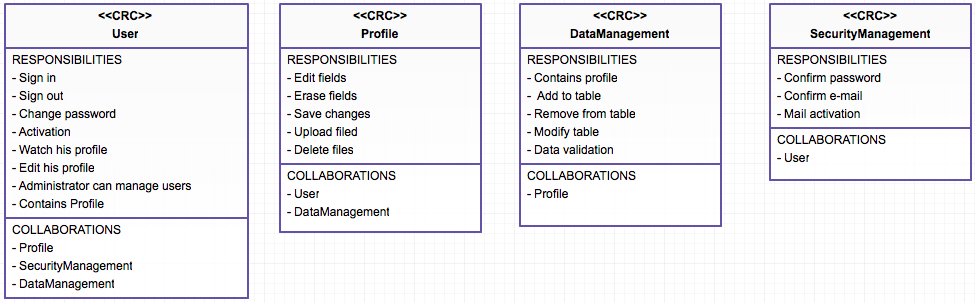 <<CRC>>
User
RESPONSIBILITIES
- Sign in
- Sign out
- Change password
- Activation
- Watch his profile
- Edit his profile
- Administrator can manage users
- Contains Profile
COLLABORATIONS
- Profile
- SecurityManagement
- DataManagement
<<CRC>>
Profile
RESPONSIBILITIES
- Edit fields
- Erase fields
- Save changes
- Upload filed
- Delete files
COLLABORATIONS
- User
- DataManagement
<<CRC>>
DataManagement
RESPONSIBILITIES
- Contains profile
- Add to table
- Remove from table
- Modify table
- Data validation
COLLABORATIONS
- Profile
<<CRC>>
SecurityManagement
RESPONSIBILITIES
- Confirm password
- Confirm e-mail
- Mail activation
COLLABORATIONS
- User